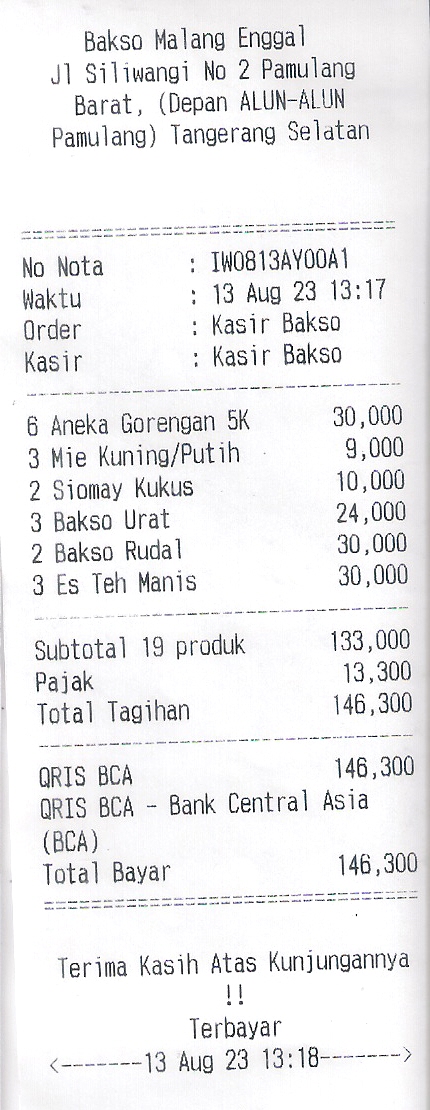 Bakso Malang Enggal
Jl Siliwangi No 2 Pamulang
Barat, (Depan ALUN-ALUN
Pamulang) Tangerang Selatan
No Nota : IW0813AY00A1
Waktu : 13 Aug 23 13:17
Order : Kasir Bakso
Kasir : Kasir Bakso
6 Aneka Gorengan 5K 30,000
3 Mie Kuning/Putih 9,000
2 Siomay Kukus 10,000
3 Bakso Urat 24,000
2 Bakso Rudal 30,000
3 Es Teh Manis 30,000
Subtotal 19 produk 133,000
Pajak 13,300
Total Tagihan 146,300
QRIS BCA 146,300
QRIS BCA - Bank Central Asia
(BCA)
Total Bayar 146,300
Terima Kasih Atas Kunjungannya
!!
Terbayar
<-------13 Aug 23 13:18------->